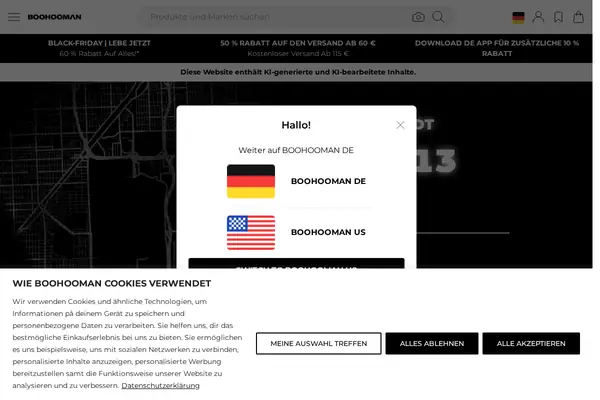 BOOHOOMAN
Produkte und Marken suchen!
BLACK-FRIDAY | LEBE JETZT
60 % Rabatt Auf Alles!*
50 % RABATT AUF DEN VERSAND AB 60 €
Kostenloser Versand Ab 115 €
DOWNLOAD DE APP FÜR ZUSÄTZLICHE 10 %
RABATT
Diese Website enthält KI-generierte und KI-bearbeitete Inhalte.
13
Hallo!
Weiter auf BOOHOOMAN DE
BOOHOOMAN DE
BOOHOOMAN US
SWITCH TO BOOHOOMAN US
WIE BOOHOOMAN COOKIES VERWENDET
Wir verwenden Cookies und ähnliche Technologien, um
Informationen på deinem Gerät zu speichern und
personenbezogene Daten zu verarbeiten. Sie helfen uns, dir das
bestmögliche Einkaufserlebnis bei uns zu bieten. Sie ermöglichen
es uns beispielsweise, uns mit sozialen Netzwerken zu verbinden,
personalisierte Inhalte anzuzeigen, personalisierte Werbung
bereitzustellen samt die Funktionsweise unserer Website zu
analysieren und zu verbessern. Datenschutzerklärung
MEINE AUSWAHL TREFFEN
ALLES ABLEHNEN
ALLE AKZEPTIEREN